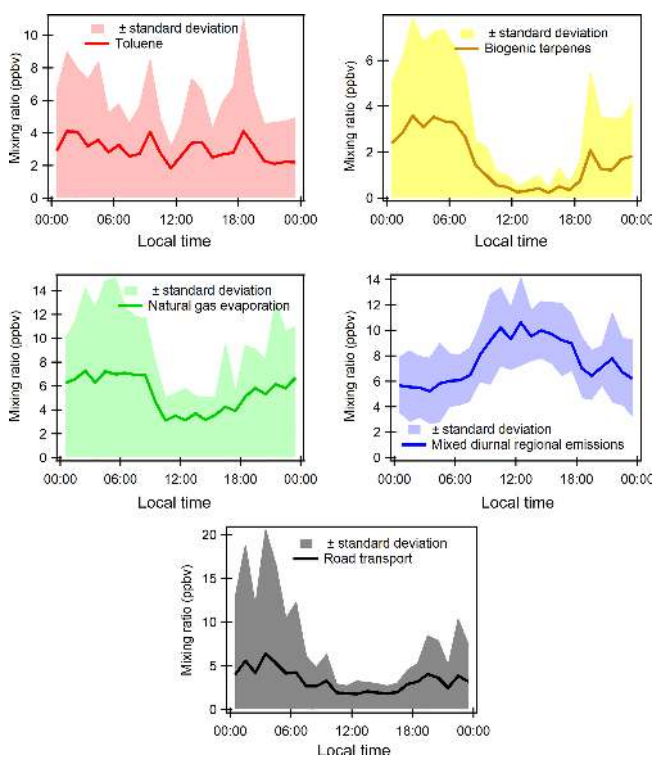 ± standard deviation
Toluene
Mixing ratio (ppbv)
10
8
6
4
2
0
00:00 06:00 12:00 18:00 00:00
Local time
± standard deviation
Biogenic terpenes
Mixing ratio (ppbv)
6
4
2
0
00:00 06:00 12:00 18:00 00:00
Local time
± standard deviation
Natural gas evaporation
Mixing ratio (ppbv)
14
12
10
8
6
4
2
0
00:00 06:00 12:00 18:00 00:00
Local time
Mixing ratio (ppbv)
14
12
10
8
6
4
2
0
± standard deviation
Mixed diurnal regional emissions
00:00 06:00 12:00 18:00 00:00
Local time
± standard deviation
Road transport
Mixing ratio (ppbv)
20
15
10
5
0
00:00 06:00 12:00 18:00 00:00
Local time